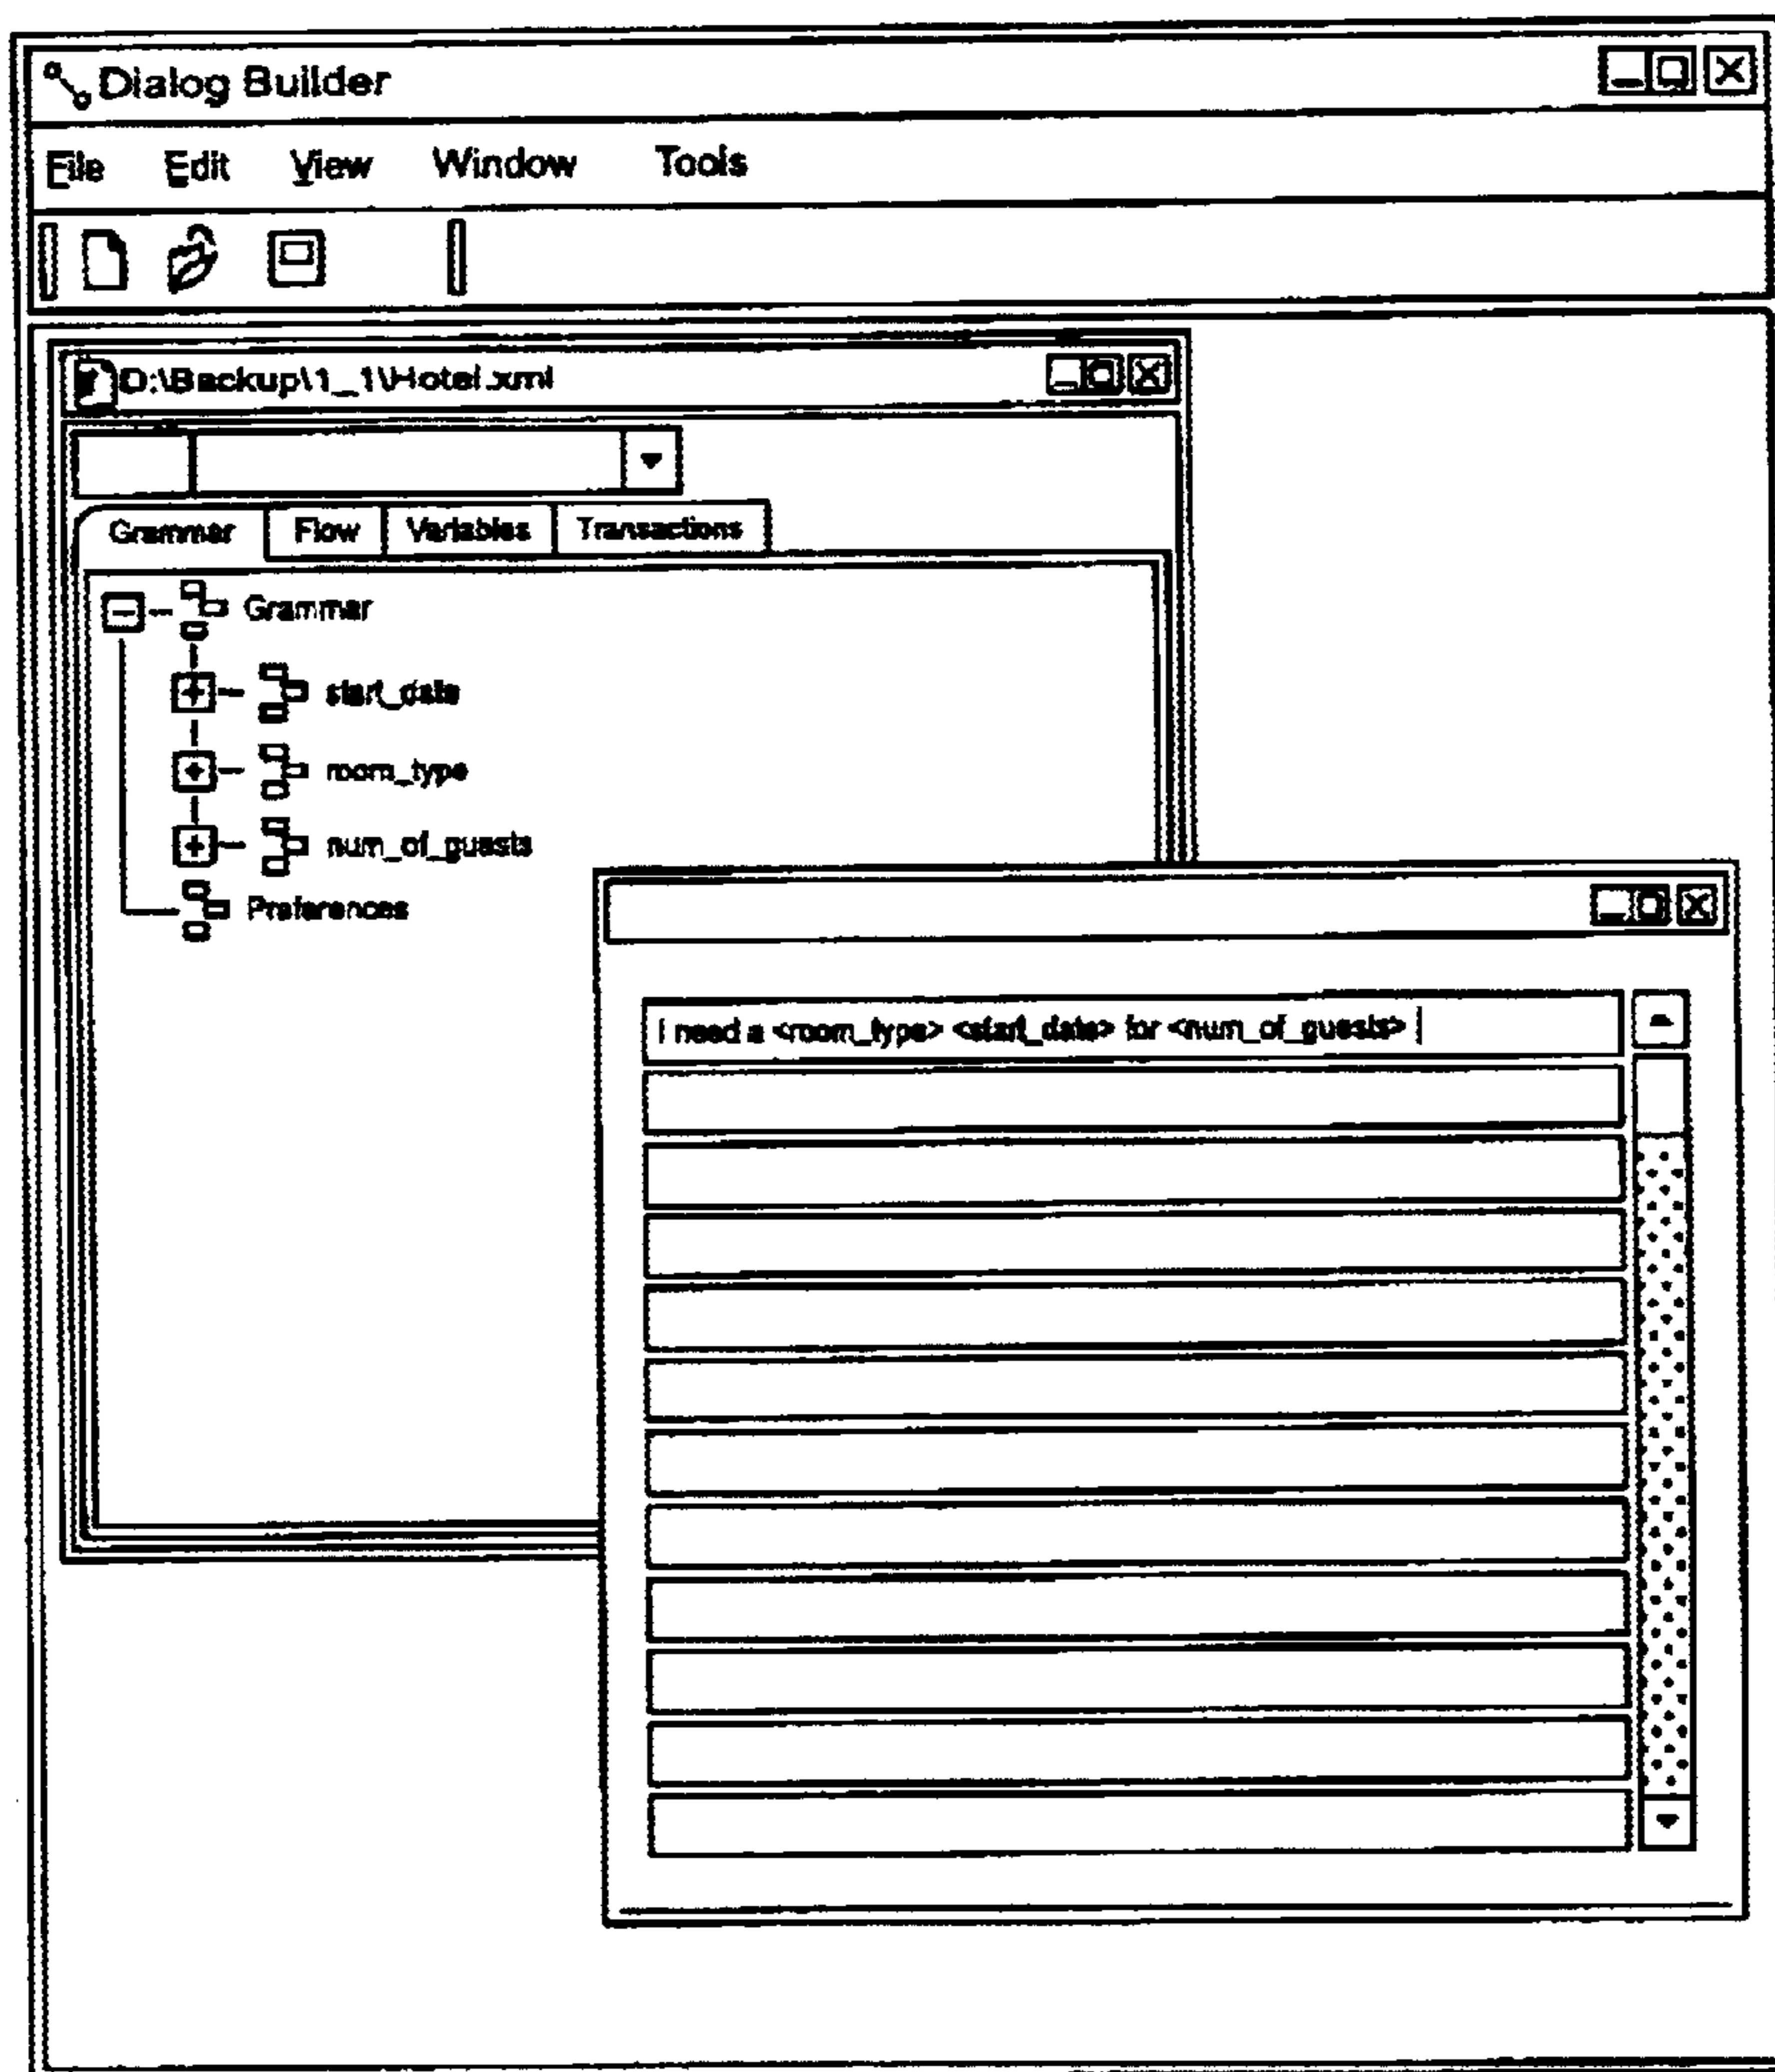 Dialog Builder
File Edit View Window Tools
D:\Backup\1_1\Hotel.xml
Grammar Flow Variables Transactions
Grammar
start_date
room_type
num_of_guests
Preferences
I need a <room_type> <start_date> for <num_of_guests>